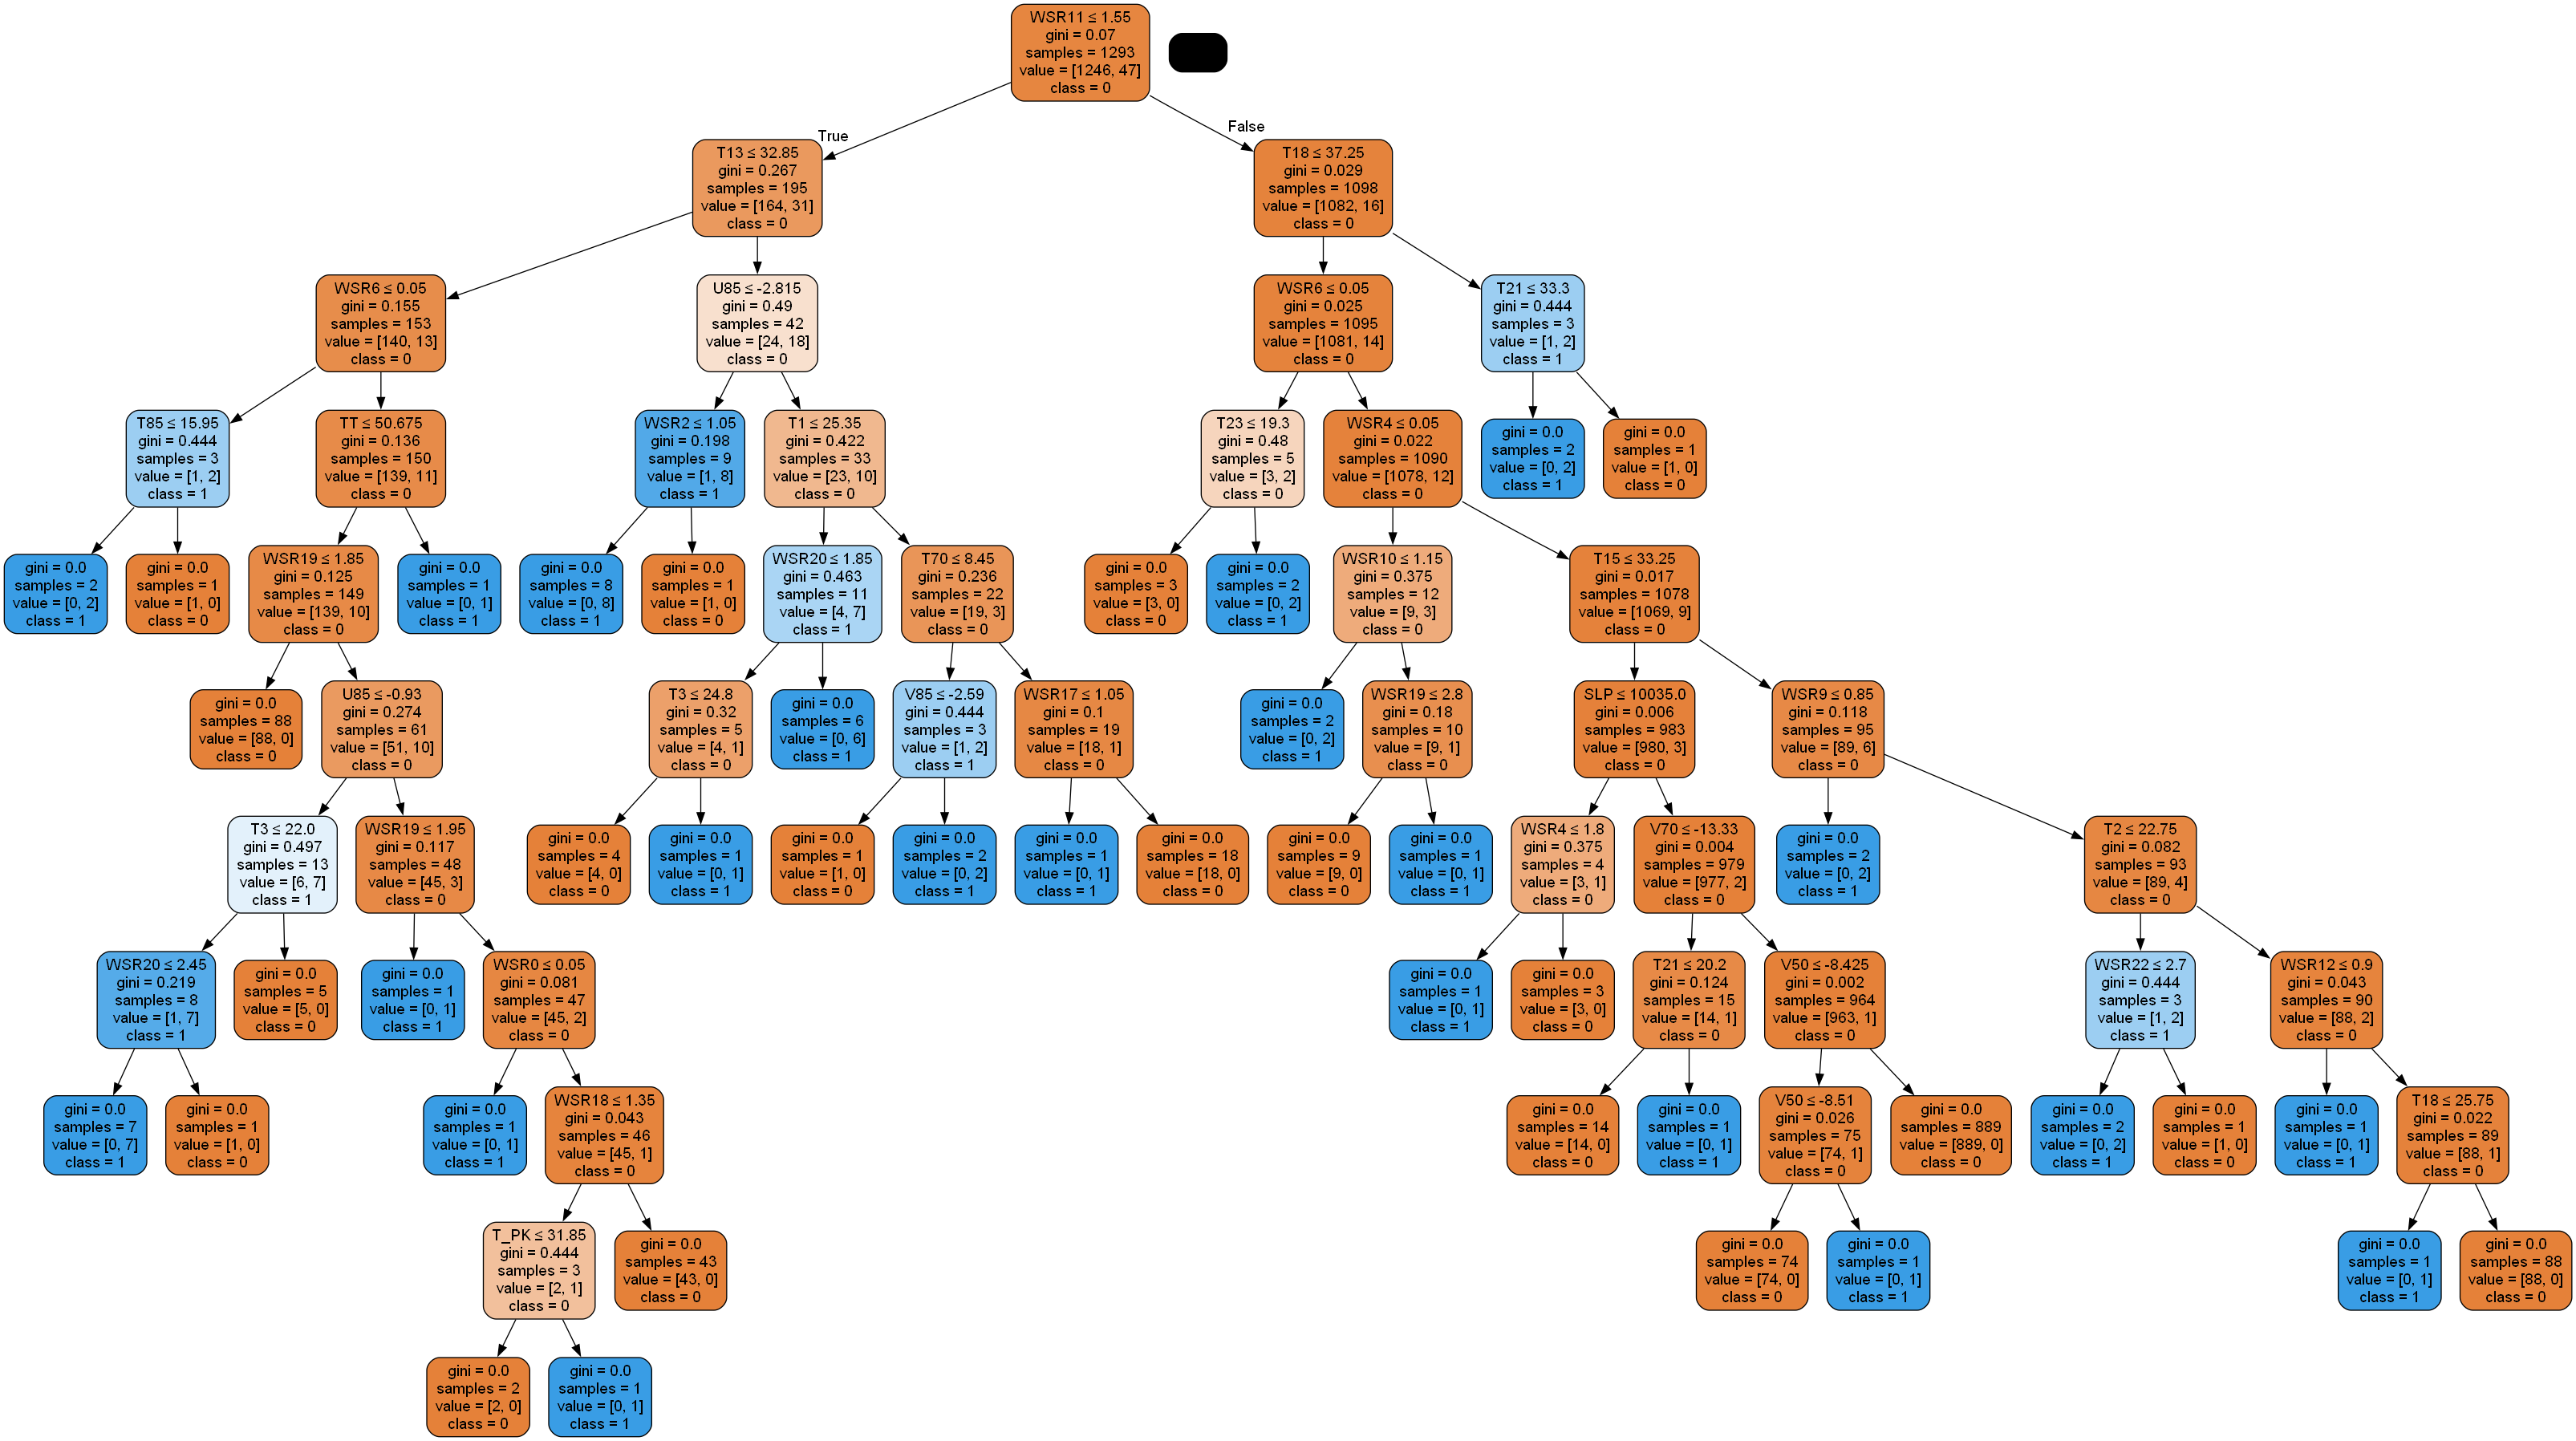 WSR11 ≤ 1.55
gini = 0.07
samples = 1293
value = [1246, 47]
class = 0
True
False
T13 ≤ 32.85
gini = 0.267
samples = 195
value = [164, 31]
class = 0
T18 ≤ 37.25
gini = 0.029
samples = 1098
value = [1082, 16]
class = 0
WSR6 ≤ 0.05
gini = 0.155
samples = 153
value = [140, 13]
class = 0
U85 ≤ -2.815
gini = 0.49
samples = 42
value = [24, 18]
class = 0
WSR6 ≤ 0.05
gini = 0.025
samples = 1095
value = [1081, 14]
class = 0
T21 ≤ 33.3
gini = 0.444
samples = 3
value = [1, 2]
class = 1
T85 ≤ 15.95
gini = 0.444
samples = 3
value = [1, 2]
class = 1
TT ≤ 50.675
gini = 0.136
samples = 150
value = [139, 11]
class = 0
WSR2 ≤ 1.05
gini = 0.198
samples = 9
value = [1, 8]
class = 1
T1 ≤ 25.35
gini = 0.422
samples = 33
value = [23, 10]
class = 0
T23 ≤ 19.3
gini = 0.48
samples = 5
value = [3, 2]
class = 0
WSR4 ≤ 0.05
gini = 0.022
samples = 1090
value = [1078, 12]
class = 0
gini = 0.0
samples = 2
value = [0, 2]
class = 1
gini = 0.0
samples = 1
value = [1, 0]
class = 0
gini = 0.0
samples = 2
value = [0, 2]
class = 1
gini = 0.0
samples = 1
value = [1, 0]
class = 0
WSR19 ≤ 1.85
gini = 0.125
samples = 149
value = [139, 10]
class = 0
gini = 0.0
samples = 1
value = [0, 1]
class = 1
gini = 0.0
samples = 8
value = [0, 8]
class = 1
gini = 0.0
samples = 1
value = [1, 0]
class = 0
WSR20 ≤ 1.85
gini = 0.463
samples = 11
value = [4, 7]
class = 1
T70 ≤ 8.45
gini = 0.236
samples = 22
value = [19, 3]
class = 0
gini = 0.0
samples = 3
value = [3, 0]
class = 0
gini = 0.0
samples = 2
value = [0, 2]
class = 1
WSR10 ≤ 1.15
gini = 0.375
samples = 12
value = [9, 3]
class = 0
T15 ≤ 33.25
gini = 0.017
samples = 1078
value = [1069, 9]
class = 0
gini = 0.0
samples = 88
value = [88, 0]
class = 0
U85 ≤ -0.93
gini = 0.274
samples = 61
value = [51, 10]
class = 0
T3 ≤ 24.8
gini = 0.32
samples = 5
value = [4, 1]
class = 0
gini = 0.0
samples = 6
value = [0, 6]
class = 1
V85 ≤ -2.59
gini = 0.444
samples = 3
value = [1, 2]
class = 1
WSR17 ≤ 1.05
gini = 0.1
samples = 19
value = [18, 1]
class = 0
gini = 0.0
samples = 2
value = [0, 2]
class = 1
WSR19 ≤ 2.8
gini = 0.18
samples = 10
value = [9, 1]
class = 0
SLP ≤ 10035.0
gini = 0.006
samples = 983
value = [980, 3]
class = 0
WSR9 ≤ 0.85
gini = 0.118
samples = 95
value = [89, 6]
class = 0
T3 ≤ 22.0
gini = 0.497
samples = 13
value = [6, 7]
class = 1
WSR19 ≤ 1.95
gini = 0.117
samples = 48
value = [45, 3]
class = 0
gini = 0.0
samples = 4
value = [4, 0]
class = 0
gini = 0.0
samples = 1
value = [0, 1]
class = 1
gini = 0.0
samples = 1
value = [1, 0]
class = 0
gini = 0.0
samples = 2
value = [0, 2]
class = 1
gini = 0.0
samples = 1
value = [0, 1]
class = 1
gini = 0.0
samples = 18
value = [18, 0]
class = 0
gini = 0.0
samples = 9
value = [9, 0]
class = 0
gini = 0.0
samples = 1
value = [0, 1]
class = 1
WSR4 ≤ 1.8
gini = 0.375
samples = 4
value = [3, 1]
class = 0
V70 ≤ -13.33
gini = 0.004
samples = 979
value = [977, 2]
class = 0
gini = 0.0
samples = 2
value = [0, 2]
class = 1
T2 ≤ 22.75
gini = 0.082
samples = 93
value = [89, 4]
class = 0
WSR20 ≤ 2.45
gini = 0.219
samples = 8
value = [1, 7]
class = 1
gini = 0.0
samples = 5
value = [5, 0]
class = 0
gini = 0.0
samples = 1
value = [0, 1]
class = 1
WSR0 ≤ 0.05
gini = 0.081
samples = 47
value = [45, 2]
class = 0
gini = 0.0
samples = 1
value = [0, 1]
class = 1
gini = 0.0
samples = 3
value = [3, 0]
class = 0
T21 ≤ 20.2
gini = 0.124
samples = 15
value = [14, 1]
class = 0
V50 ≤ -8.425
gini = 0.002
samples = 964
value = [963, 1]
class = 0
WSR22 ≤ 2.7
gini = 0.444
samples = 3
value = [1, 2]
class = 1
WSR12 ≤ 0.9
gini = 0.043
samples = 90
value = [88, 2]
class = 0
gini = 0.0
samples = 7
value = [0, 7]
class = 1
gini = 0.0
samples = 1
value = [1, 0]
class = 0
gini = 0.0
samples = 1
value = [0, 1]
class = 1
WSR18 ≤ 1.35
gini = 0.043
samples = 46
value = [45, 1]
class = 0
gini = 0.0
samples = 14
value = [14, 0]
class = 0
gini = 0.0
samples = 1
value = [0, 1]
class = 1
V50 ≤ -8.51
gini = 0.026
samples = 75
value = [74, 1]
class = 0
gini = 0.0
samples = 889
value = [889, 0]
class = 0
gini = 0.0
samples = 2
value = [0, 2]
class = 1
gini = 0.0
samples = 1
value = [1, 0]
class = 0
gini = 0.0
samples = 1
value = [0, 1]
class = 1
T18 ≤ 25.75
gini = 0.022
samples = 89
value = [88, 1]
class = 0
T_PK ≤ 31.85
gini = 0.444
samples = 3
value = [2, 1]
class = 0
gini = 0.0
samples = 43
value = [43, 0]
class = 0
gini = 0.0
samples = 74
value = [74, 0]
class = 0
gini = 0.0
samples = 1
value = [0, 1]
class = 1
gini = 0.0
samples = 1
value = [0, 1]
class = 1
gini = 0.0
samples = 88
value = [88, 0]
class = 0
gini = 0.0
samples = 2
value = [2, 0]
class = 0
gini = 0.0
samples = 1
value = [0, 1]
class = 1